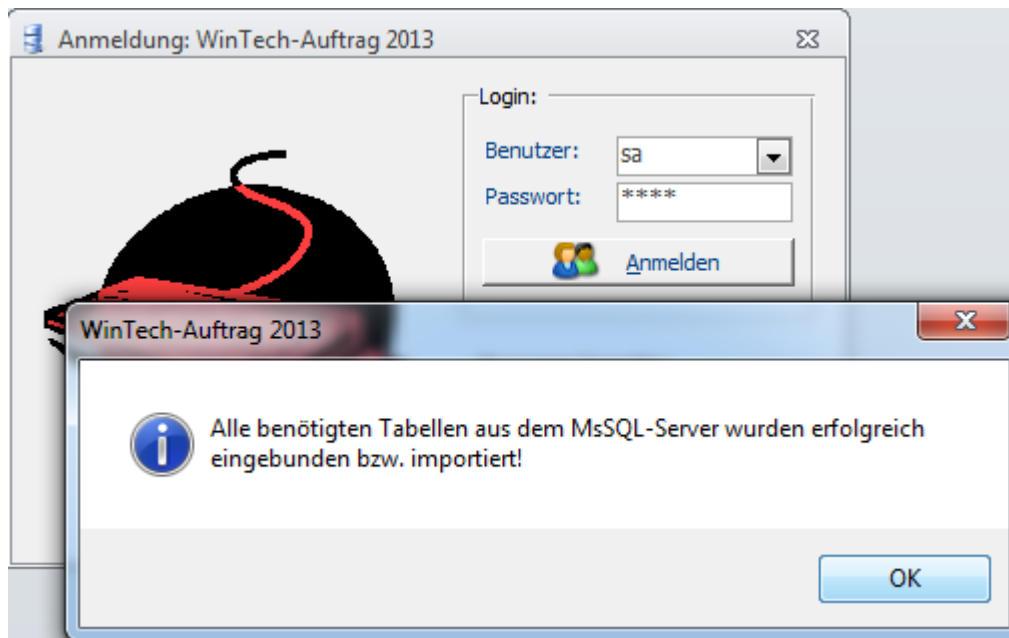 Anmeldung: WinTech-Auftrag 2013
Login:
Benutzer: sa
Passwort: ****
Anmelden
WinTech-Auftrag 2013
Alle benötigten Tabellen aus dem MsSQL-Server wurden erfolgreich
eingebunden bzw. importiert!
OK